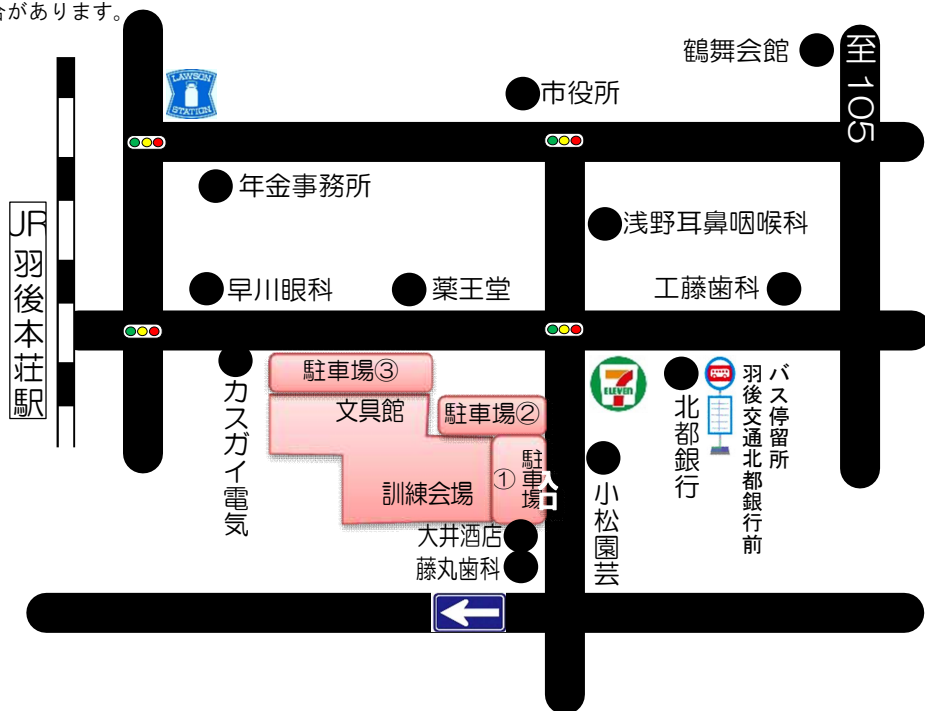 合があります。
鶴舞会館
至 105
LAWSON
STATION
市役所
年金事務所
浅野耳鼻咽喉科
JR羽後本荘駅
早川眼科
薬王堂
工藤歯科
カスガイ電気
駐車場③
文具館
駐車場②
訓練会場
駐車場
①
7
ELEVEN
北都銀行
バス停留所
羽後交通北都銀行前
小松園芸
大井酒店
藤丸歯科